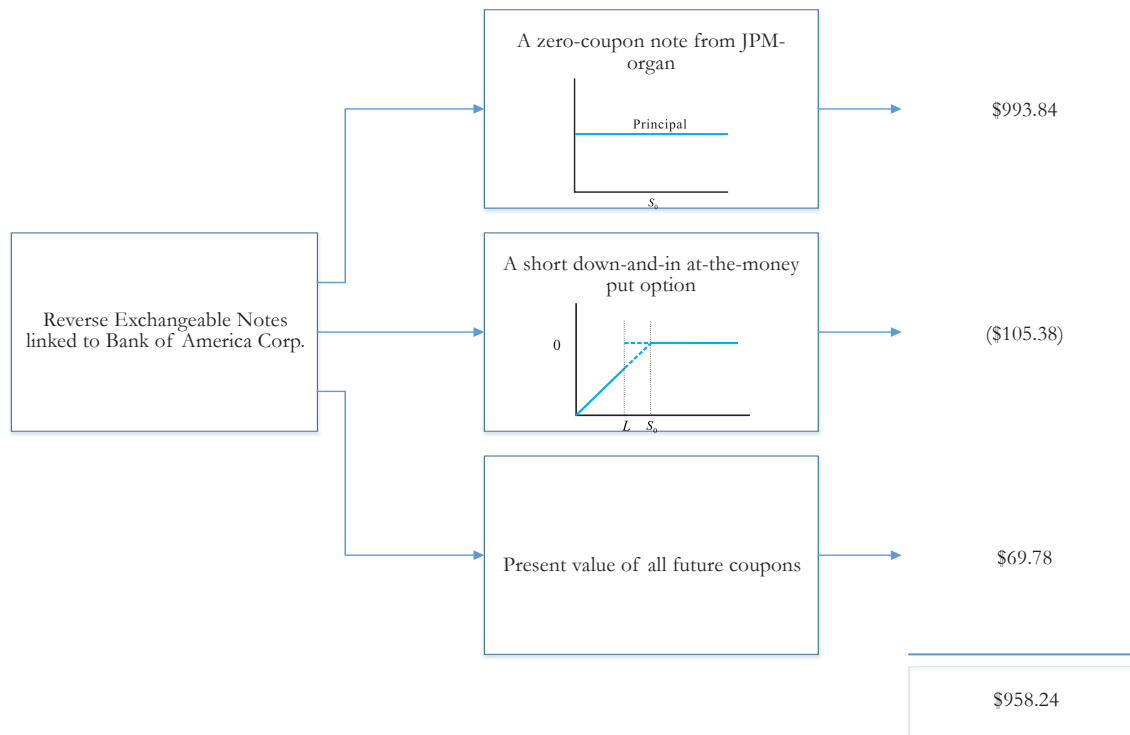 A zero-coupon note from JPM-
organ
Principal
S₀
$993.84
Reverse Exchangeable Notes
linked to Bank of America Corp.
A short down-and-in at-the-money
put option
0
L S₀
($105.38)
Present value of all future coupons
$69.78
$958.24